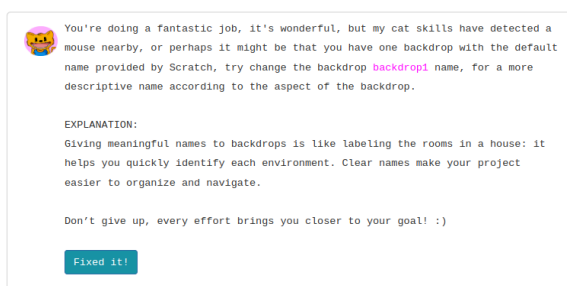 You're doing a fantastic job, it's wonderful, but my cat skills have detected a
mouse nearby, or perhaps it might be that you have one backdrop with the default
name provided by Scratch, try change the backdrop backdrop1 name, for a more
descriptive name according to the aspect of the backdrop.
EXPLANATION:
Giving meaningful names to backdrops is like labeling the rooms in a house: it
helps you quickly identify each environment. Clear names make your project
easier to organize and navigate.
Don’t give up, every effort brings you closer to your goal! :)
Fixed it!